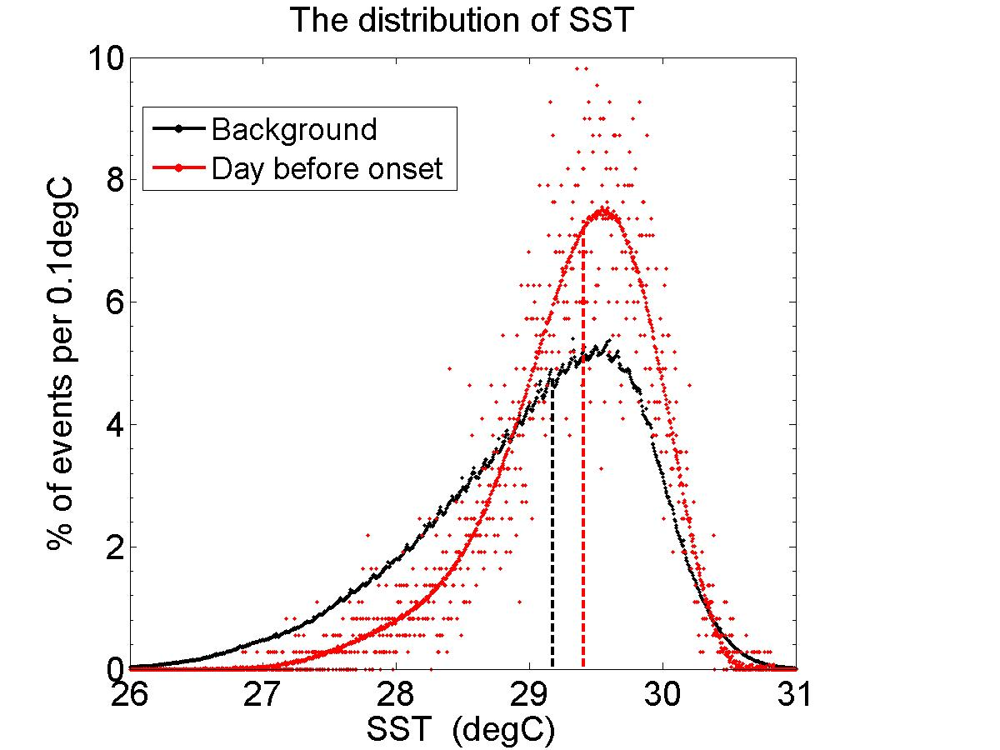 The distribution of SST
10
Background
Day before onset
8
6
4
2
0
% of events per 0.1degC
26 27 28 29 30 31
SST (degC)